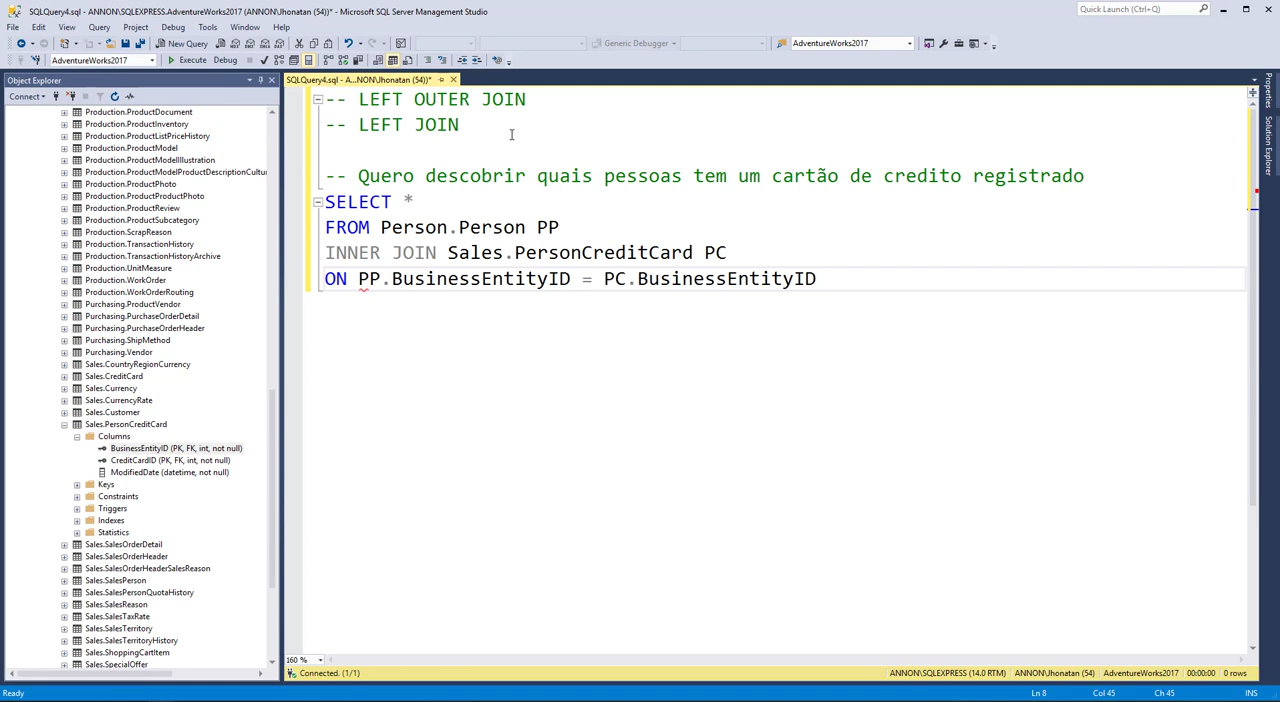 SQLQuery4.sql - ANNON\SQLEXPRESS.AdventureWorks2017 (ANNON\Jhonatan (54))* - Microsoft SQL Server Management Studio
Quick Launch (Ctrl+Q)
File Edit View Query Project Debug Tools Window Help
New Query Generic Debugger AdventureWorks2017
AdventureWorks2017 Execute Debug
Object Explorer
SQLQuery4.sql - A...NON\Jhonatan (54))*
Properties
Solution Explorer
Connect
Production.ProductDocument
Production.ProductInventory
Production.ProductListPriceHistory
Production.ProductModel
Production.ProductModelIllustration
Production.ProductModelProductDescriptionCultur
Production.ProductPhoto
Production.ProductProductPhoto
Production.ProductReview
Production.ProductSubcategory
Production.ScrapReason
Production.TransactionHistory
Production.TransactionHistoryArchive
Production.UnitMeasure
Production.WorkOrder
Production.WorkOrderRouting
Purchasing.ProductVendor
Purchasing.PurchaseOrderDetail
Purchasing.PurchaseOrderHeader
Purchasing.ShipMethod
Purchasing.Vendor
Sales.CountryRegionCurrency
Sales.CreditCard
Sales.Currency
Sales.CurrencyRate
Sales.Customer
Sales.PersonCreditCard
Columns
BusinessEntityID (PK, FK, int, not null)
CreditCardID (PK, FK, int, not null)
ModifiedDate (datetime, not null)
Keys
Constraints
Triggers
Indexes
Statistics
Sales.SalesOrderDetail
Sales.SalesOrderHeader
Sales.SalesOrderHeaderSalesReason
Sales.SalesPerson
Sales.SalesPersonQuotaHistory
Sales.SalesReason
Sales.SalesTaxRate
Sales.SalesTerritory
Sales.SalesTerritoryHistory
Sales.ShoppingCartItem
Sales.SpecialOffer
-- LEFT OUTER JOIN
-- LEFT JOIN
-- Quero descobrir quais pessoas tem um cartão de credito registrado
SELECT *
FROM Person.Person PP
INNER JOIN Sales.PersonCreditCard PC
ON PP.BusinessEntityID = PC.BusinessEntityID
160 %
Connected. (1/1) ANNON\SQLEXPRESS (14.0 RTM) ANNON\Jhonatan (54) AdventureWorks2017 00:00:00 0 rows
Ready Ln 8 Col 45 Ch 45 INS